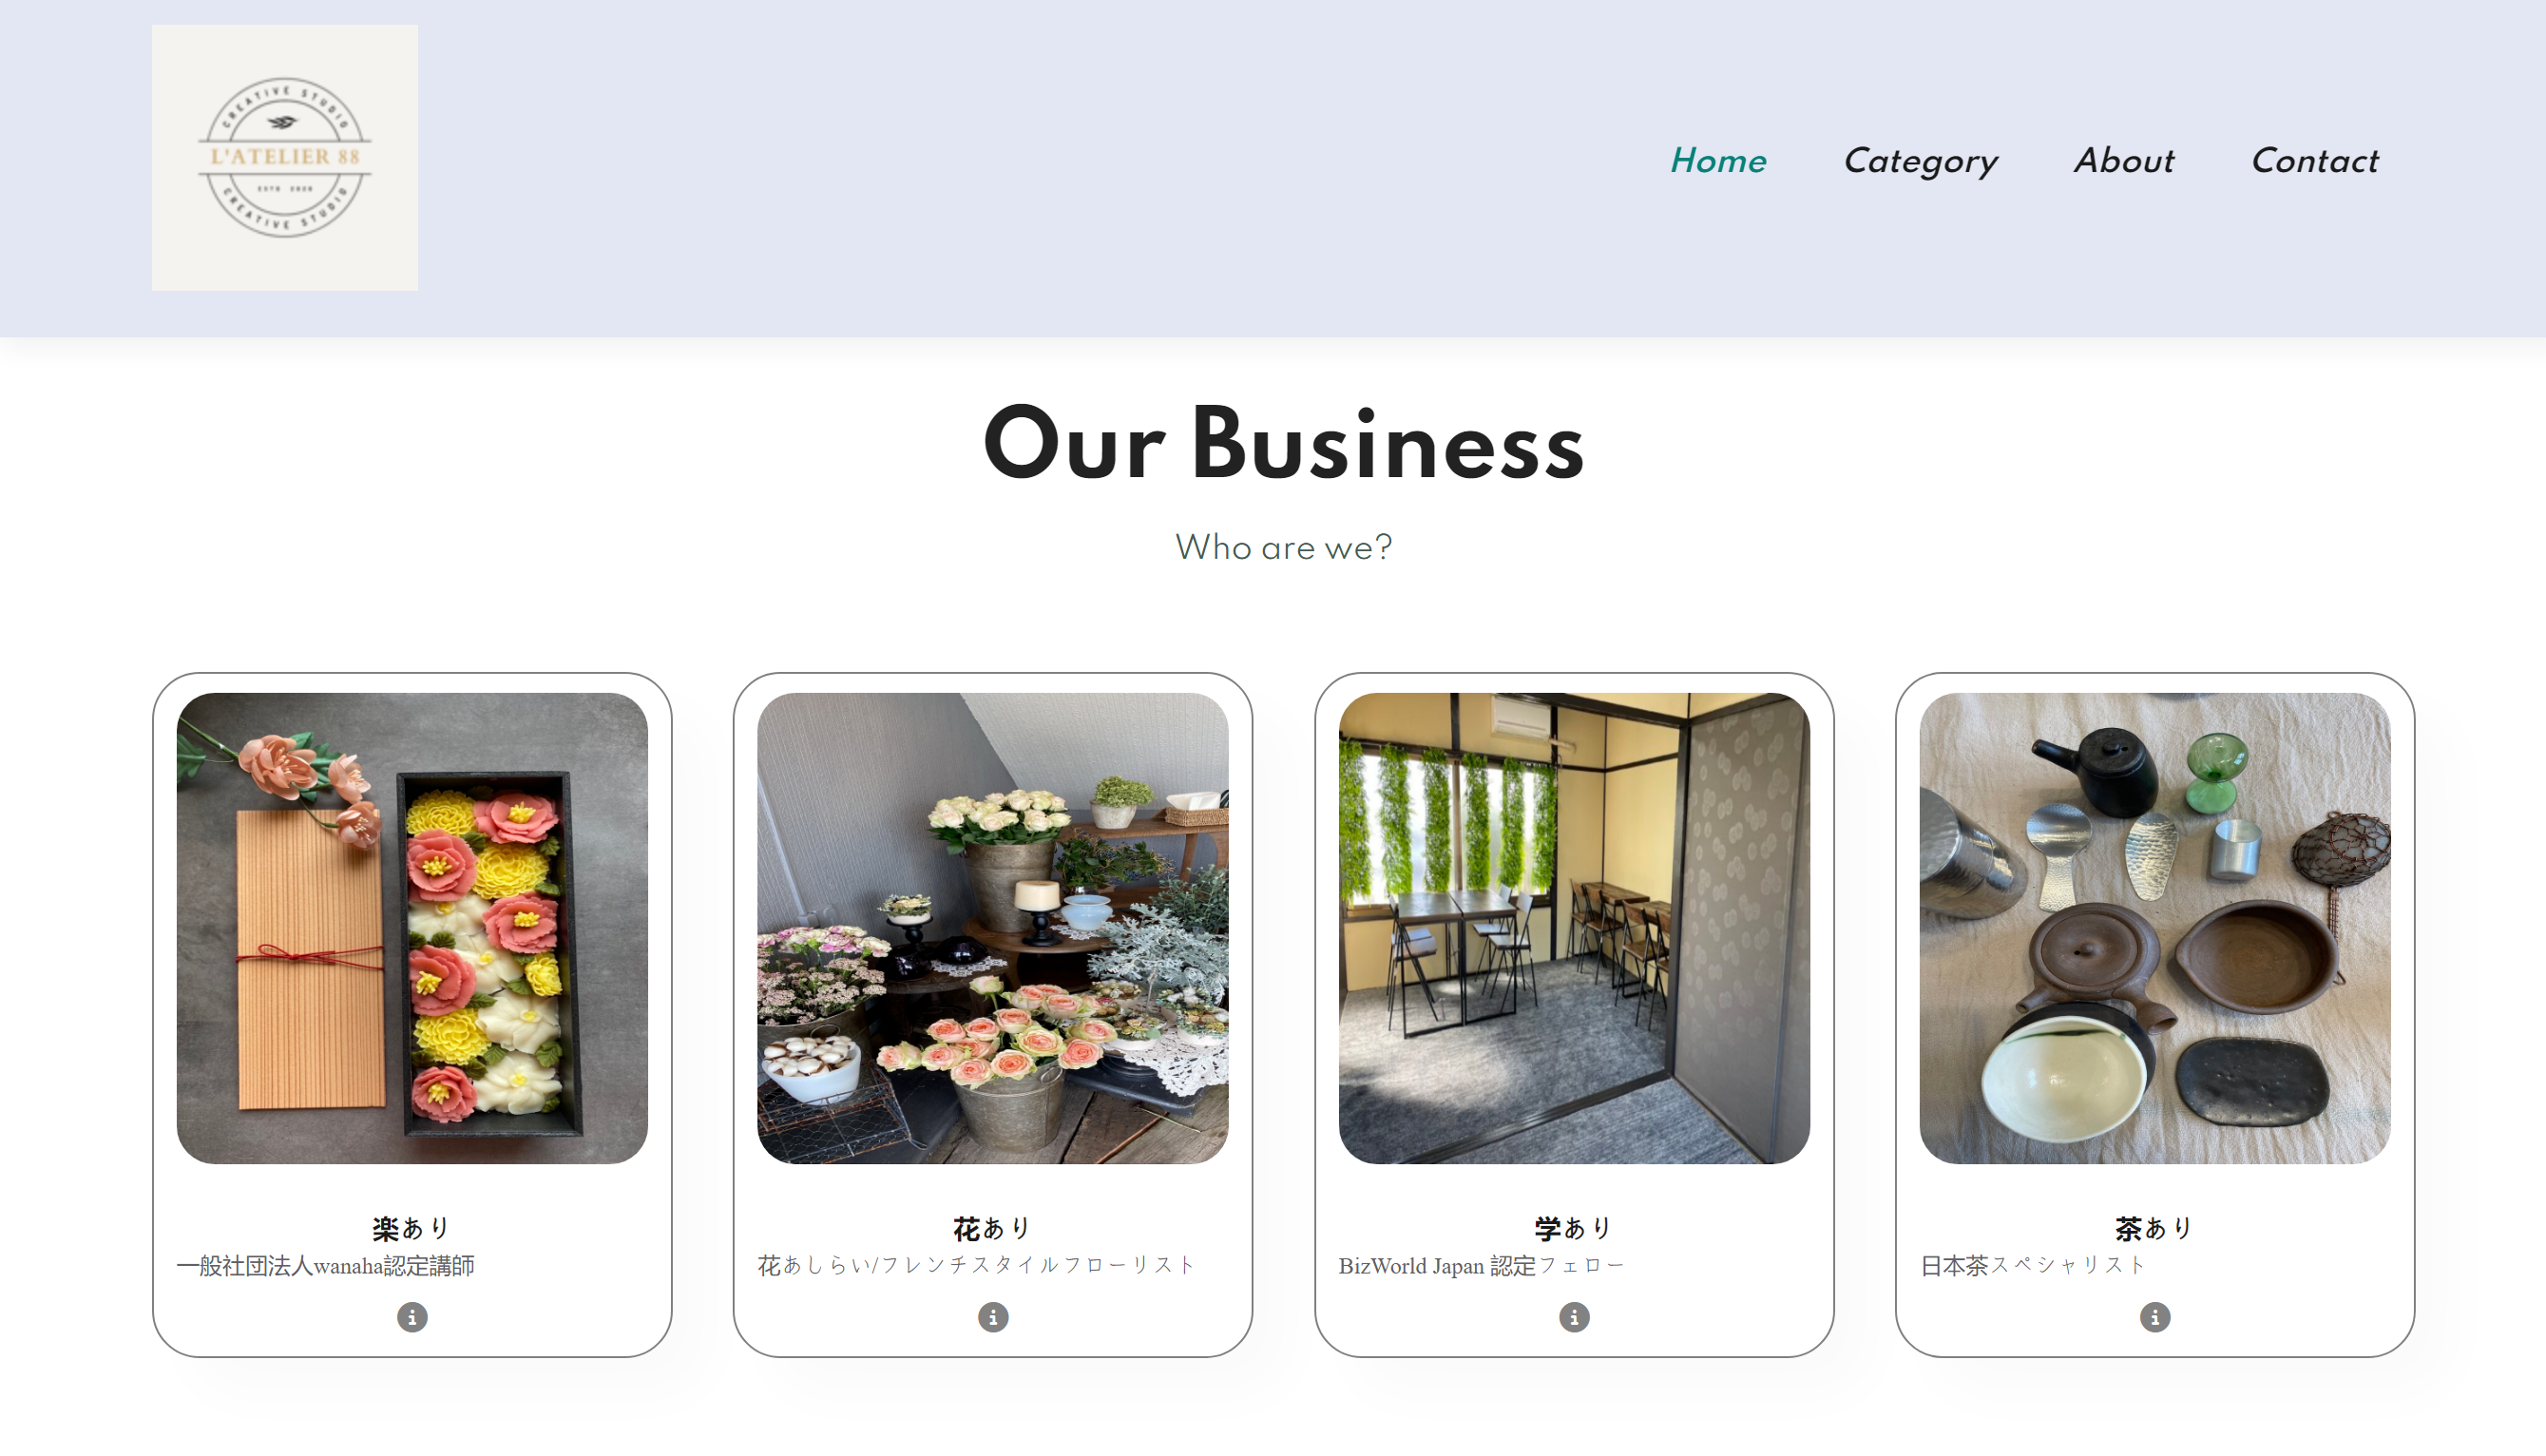 CREATIVE STUDIO
L'ATELIER 88
ESTD 2020
CREATIVE STUDIO
Home Category About Contact
Our Business
Who are we?
楽あり
一般社団法人wanaha認定講師
花あり
花あしらい/フレンチスタイルフローリスト
学あり
BizWorld Japan 認定フェロー
茶あり
日本茶スペシャリスト